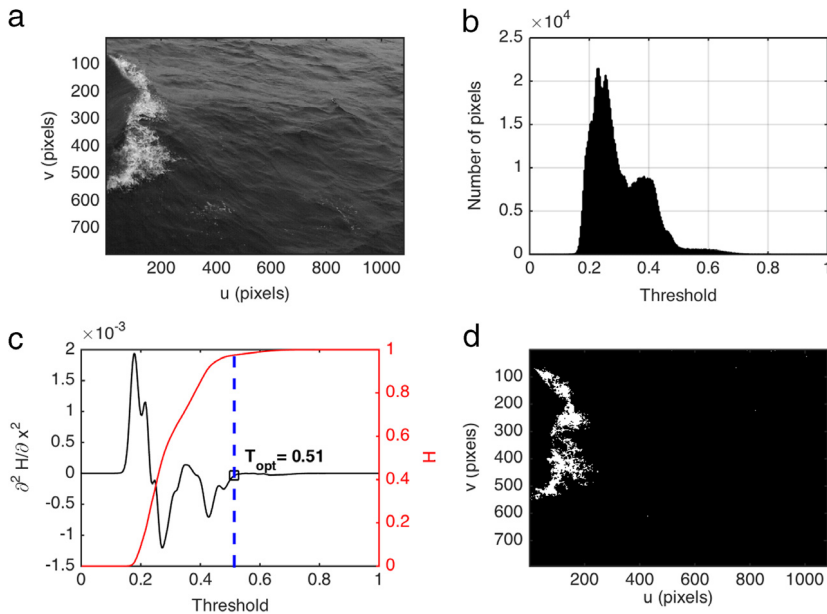 a
100
200
300
400
500
600
700
v (pixels)
200 400 600 800 1000
u (pixels)
b
×10⁴
2.5
2
1.5
1
0.5
0
Number of pixels
0 0.2 0.4 0.6 0.8 1
Threshold
c
×10⁻³
2
1.5
1
0.5
0
-0.5
-1
-1.5
∂² H/∂ x²
T_opt = 0.51
1
0.8
0.6
0.4
0.2
0
H
0 0.2 0.4 0.6 0.8 1
Threshold
d
100
200
300
400
500
600
700
v (pixels)
200 400 600 800 1000
u (pixels)